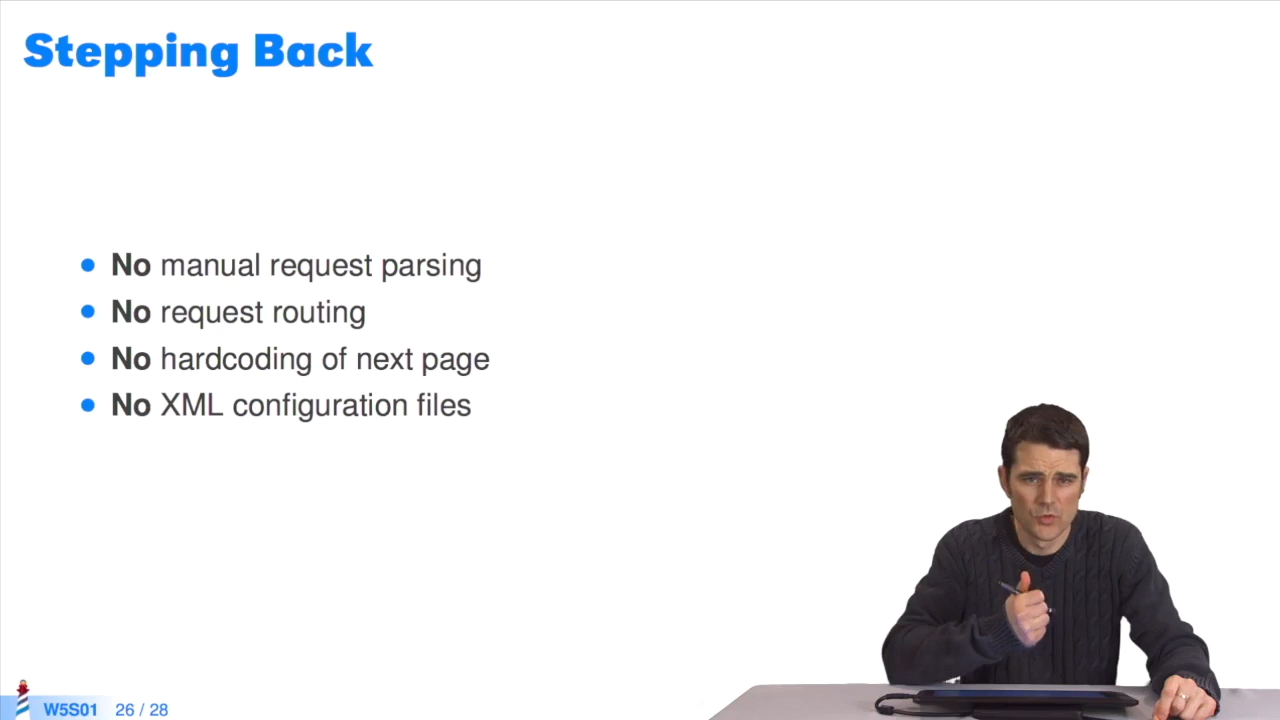 Stepping Back
No manual request parsing
No request routing
No hardcoding of next page
No XML configuration files
W5S01 26 / 28